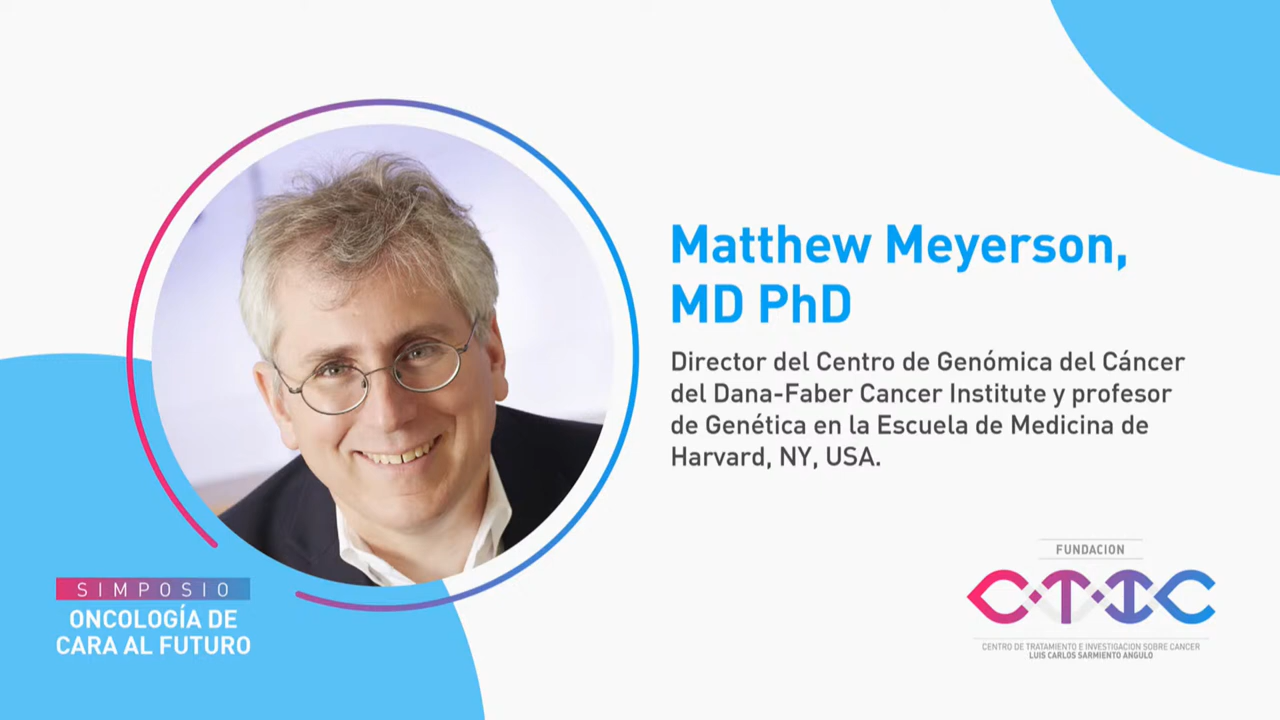 Matthew Meyerson,
MD PhD
Director del Centro de Genómica del Cáncer
del Dana-Faber Cancer Institute y profesor
de Genética en la Escuela de Medicina de
Harvard, NY, USA.
SIMPOSIO
ONCOLOGÍA DE
CARA AL FUTURO
FUNDACION
C·T·I·C
CENTRO DE TRATAMIENTO E INVESTIGACION SOBRE CANCER
LUIS CARLOS SARMIENTO ANGULO